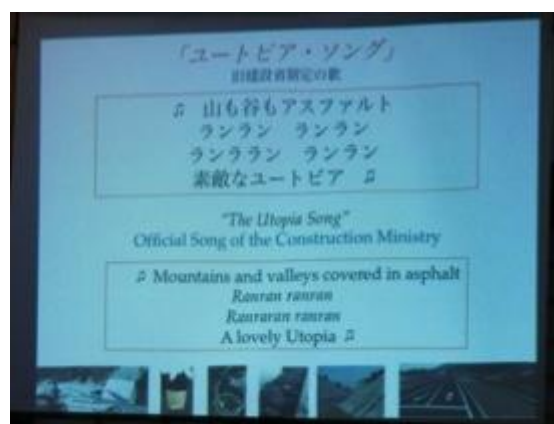 「ユートピア・ソング」
旧建設省制定の歌
♫ 山も谷もアスファルト
ランラン ランラン
ランララン ランラン
素敵なユートピア ♫
"The Utopia Song"
Official Song of the Construction Ministry
♫ Mountains and valleys covered in asphalt
Ranran ranran
Ranraran ranran
A lovely Utopia ♫